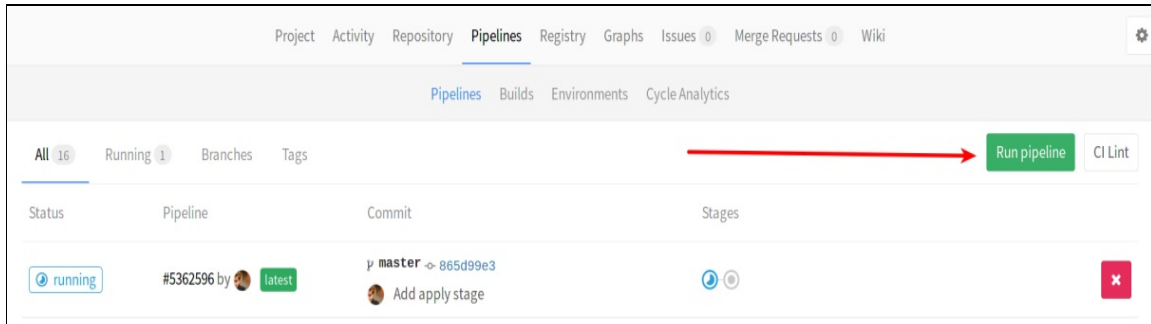 Project Activity Repository Pipelines Registry Graphs Issues 0 Merge Requests 0 Wiki
Pipelines Builds Environments Cycle Analytics
All 16 Running 1 Branches Tags Run pipeline CI Lint
Status Pipeline Commit Stages
master 865d99e3
running #5362596 by latest
Add apply stage